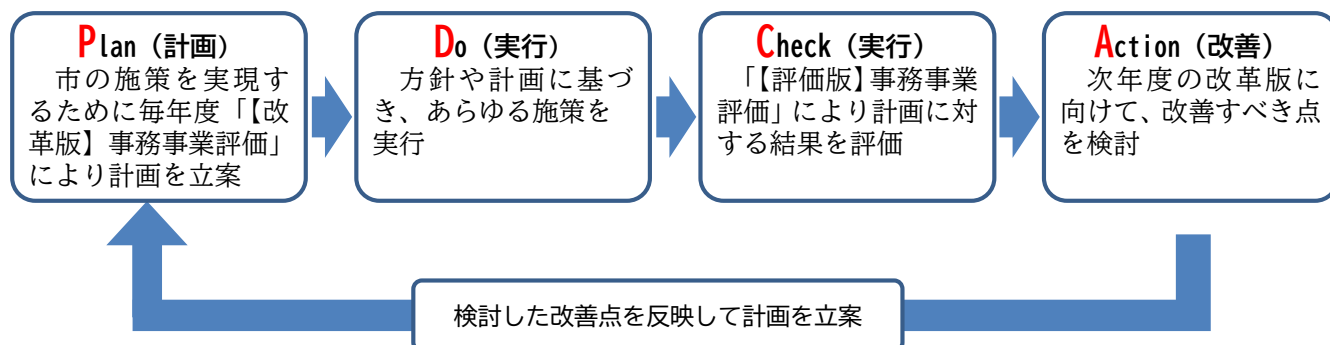 Plan（計画）
市の施策を実現す
るために毎年度「【改
革版】事務事業評価」
により計画を立案
Do（実行）
方針や計画に基づ
き、あらゆる施策を
実行
Check（実行）
「【評価版】事務事業
評価」により計画に対
する結果を評価
Action（改善）
次年度の改革版に
向けて、改善すべき点
を検討
検討した改善点を反映して計画を立案